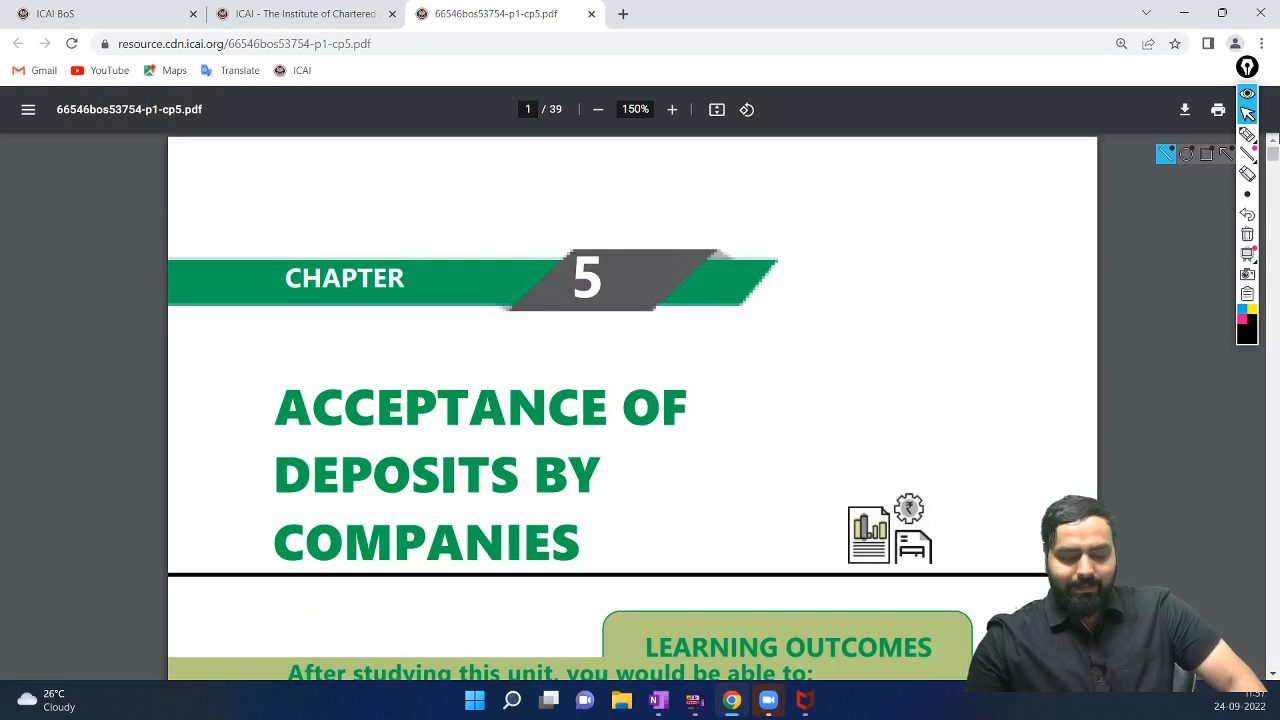 ICAI BoS
ICAI - The Institute of Chartered
66546bos53754-p1-cp5.pdf
resource.cdn.icai.org/66546bos53754-p1-cp5.pdf
Gmail
YouTube
Maps
Translate
ICAI
66546bos53754-p1-cp5.pdf
1 / 39
150%
CHAPTER 5
ACCEPTANCE OF
DEPOSITS BY
COMPANIES
LEARNING OUTCOMES
After studying this unit, you would be able to:
26°C
Cloudy
11:57
24-09-2022